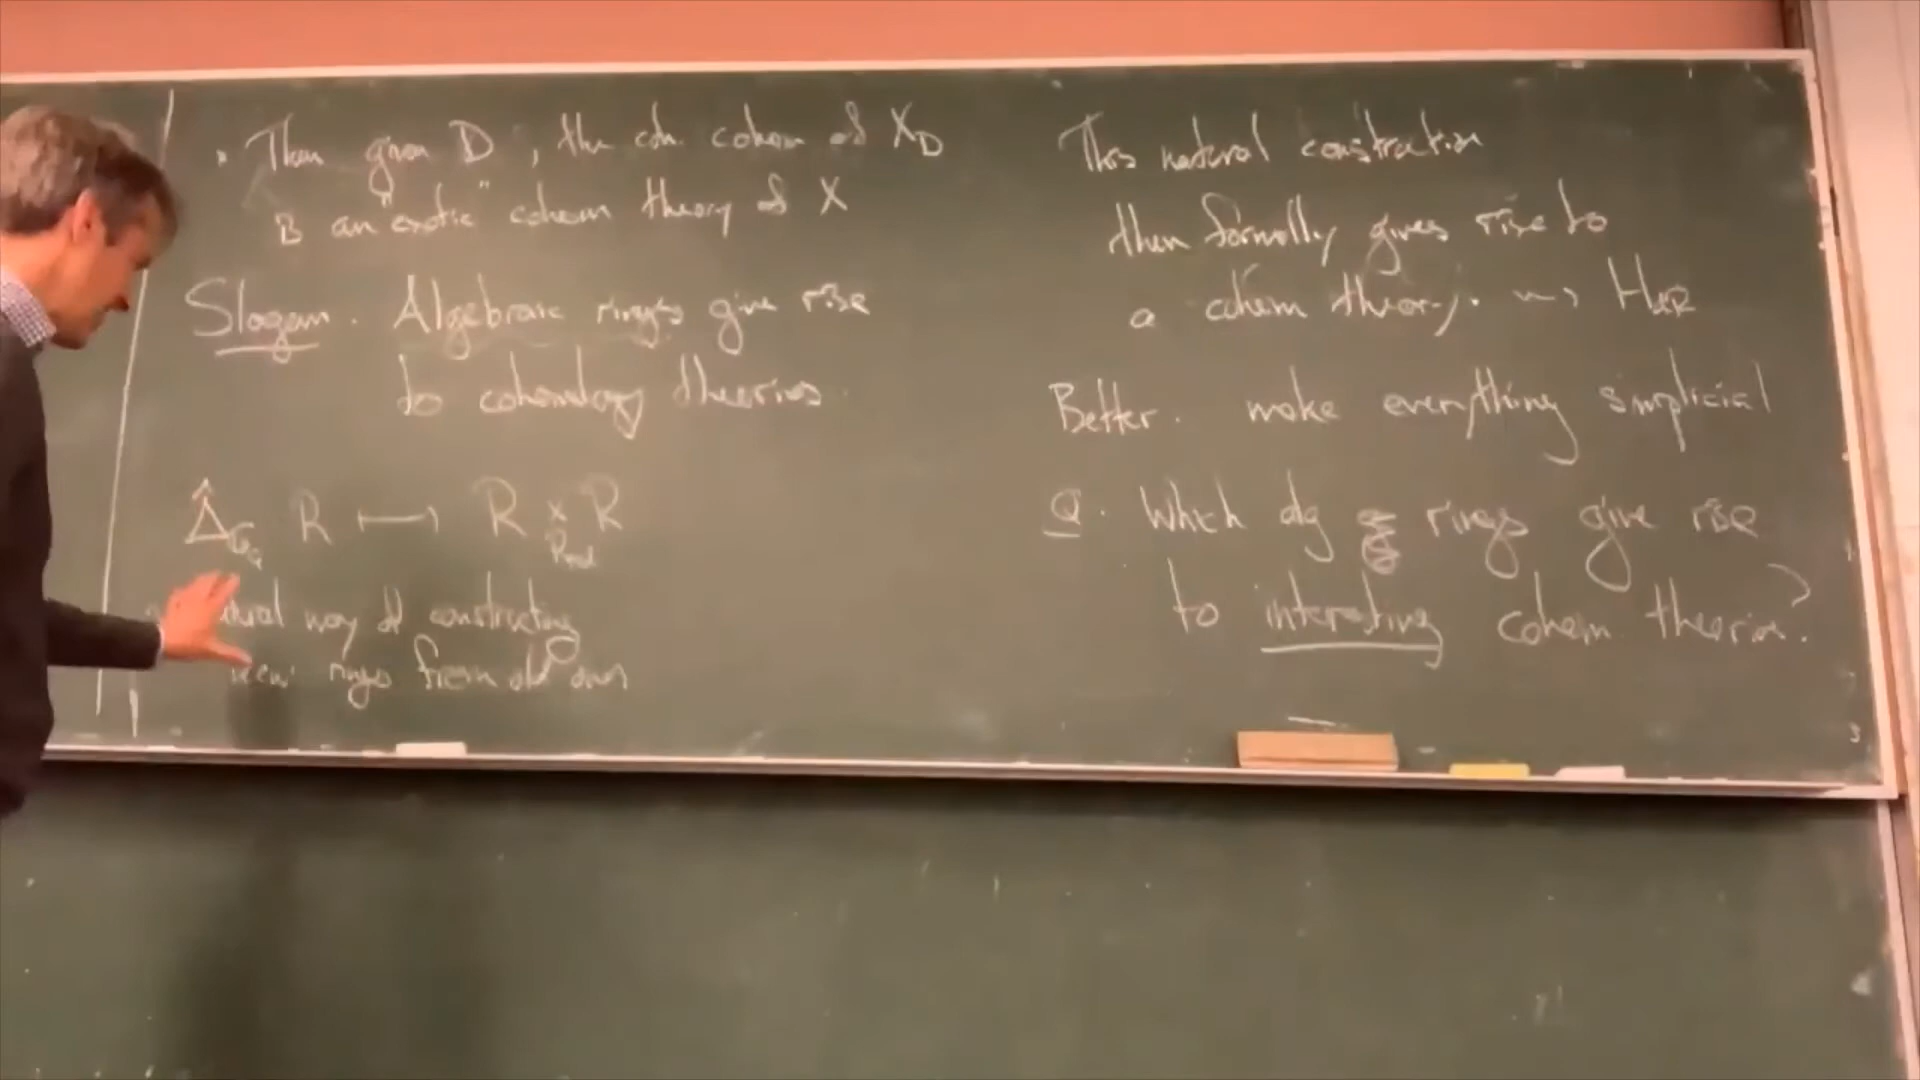 • Then given D, the coh. cohom of X_D
is an "exotic" cohom theory of X
Slogan. Algebraic rings give rise
to cohomology theories.
R ⟼ R ×_{R_red} R
way of constructing
new rings from old ones
This natural construction
then formally gives rise to
a cohom theory. ⇝ H_dR
Better. make everything simplicial
Q. Which dg rings give rise
to interesting cohom theories?